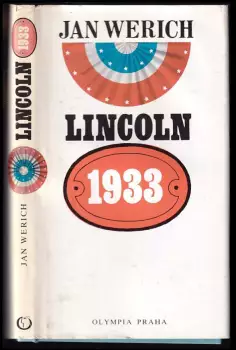 JAN WERICH
LINCOLN
1933
OLYMPIA PRAHA
JAN WERICH
LINCOLN
1933